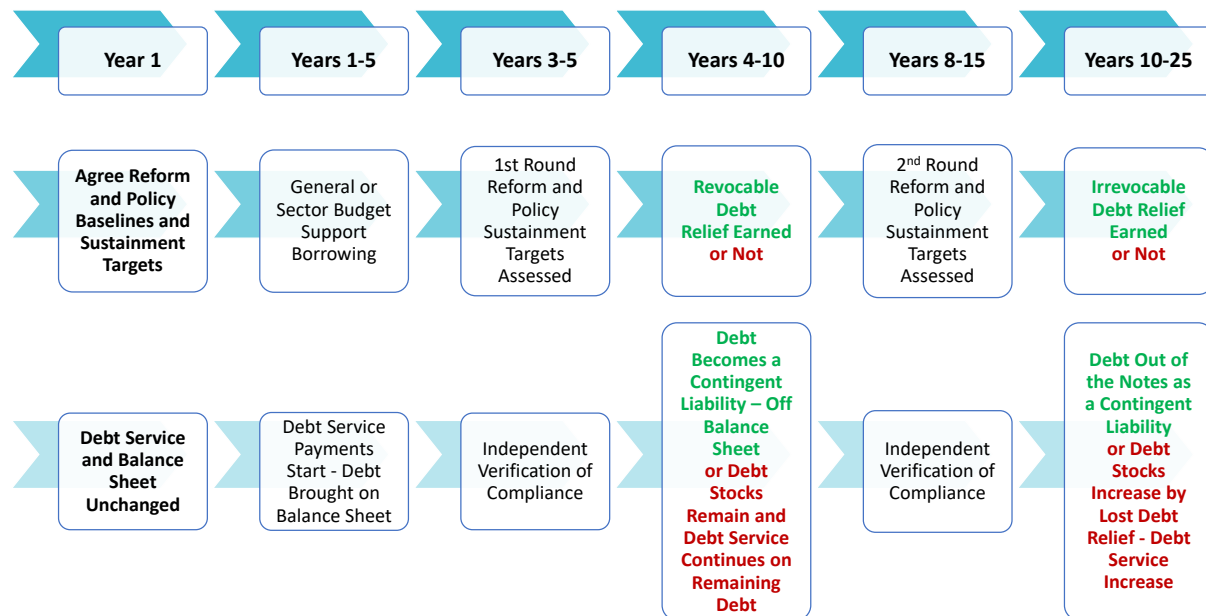 Year 1
Years 1-5
Years 3-5
Years 4-10
Years 8-15
Years 10-25
Agree Reform
and Policy
Baselines and
Sustainment
Targets
General or
Sector Budget
Support
Borrowing
1st Round
Reform and
Policy
Sustainment
Targets
Assessed
Revocable
Debt
Relief Earned
or Not
2nd Round
Reform and
Policy
Sustainment
Targets
Assessed
Irrevocable
Debt Relief
Earned
or Not
Debt Service
and Balance
Sheet
Unchanged
Debt Service
Payments
Start - Debt
Brought on
Balance Sheet
Independent
Verification of
Compliance
Debt
Becomes a
Contingent
Liability – Off
Balance
Sheet
or Debt
Stocks
Remain and
Debt Service
Continues on
Remaining
Debt
Independent
Verification of
Compliance
Debt Out of
the Notes as
a Contingent
Liability
or Debt
Stocks
Increase by
Lost Debt
Relief - Debt
Service
Increase